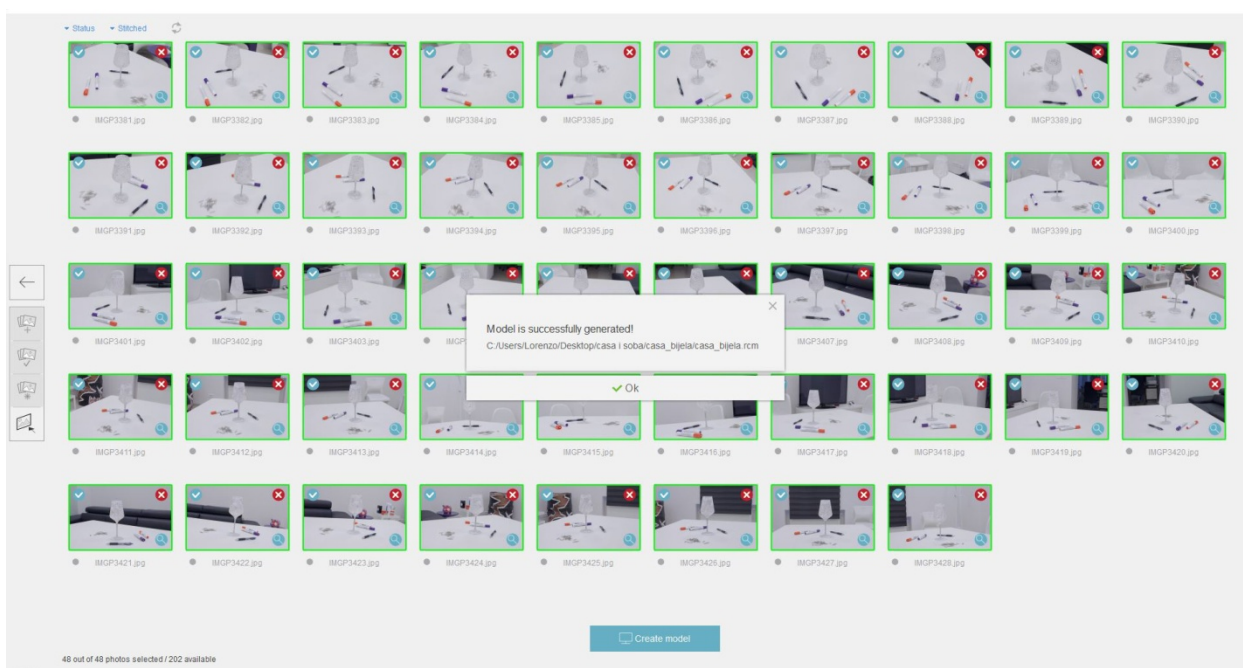 Status Stitched
IMGP3381.jpg IMGP3382.jpg IMGP3383.jpg IMGP3384.jpg IMGP3385.jpg IMGP3386.jpg IMGP3387.jpg IMGP3388.jpg IMGP3389.jpg IMGP3390.jpg
IMGP3391.jpg IMGP3392.jpg IMGP3393.jpg IMGP3394.jpg IMGP3395.jpg IMGP3396.jpg IMGP3397.jpg IMGP3398.jpg IMGP3399.jpg IMGP3400.jpg
Model is successfully generated!
C:/Users/Lorenzo/Desktop/casa i soba/casa_bijela/casa_bijela.rcm
Ok
IMGP3401.jpg IMGP3402.jpg IMGP3403.jpg IMGP IMGP3407.jpg IMGP3408.jpg IMGP3409.jpg IMGP3410.jpg
IMGP3411.jpg IMGP3412.jpg IMGP3413.jpg IMGP3414.jpg IMGP3415.jpg IMGP3416.jpg IMGP3417.jpg IMGP3418.jpg IMGP3419.jpg IMGP3420.jpg
IMGP3421.jpg IMGP3422.jpg IMGP3423.jpg IMGP3424.jpg IMGP3425.jpg IMGP3426.jpg IMGP3427.jpg IMGP3428.jpg
Create model
48 out of 48 photos selected / 202 available